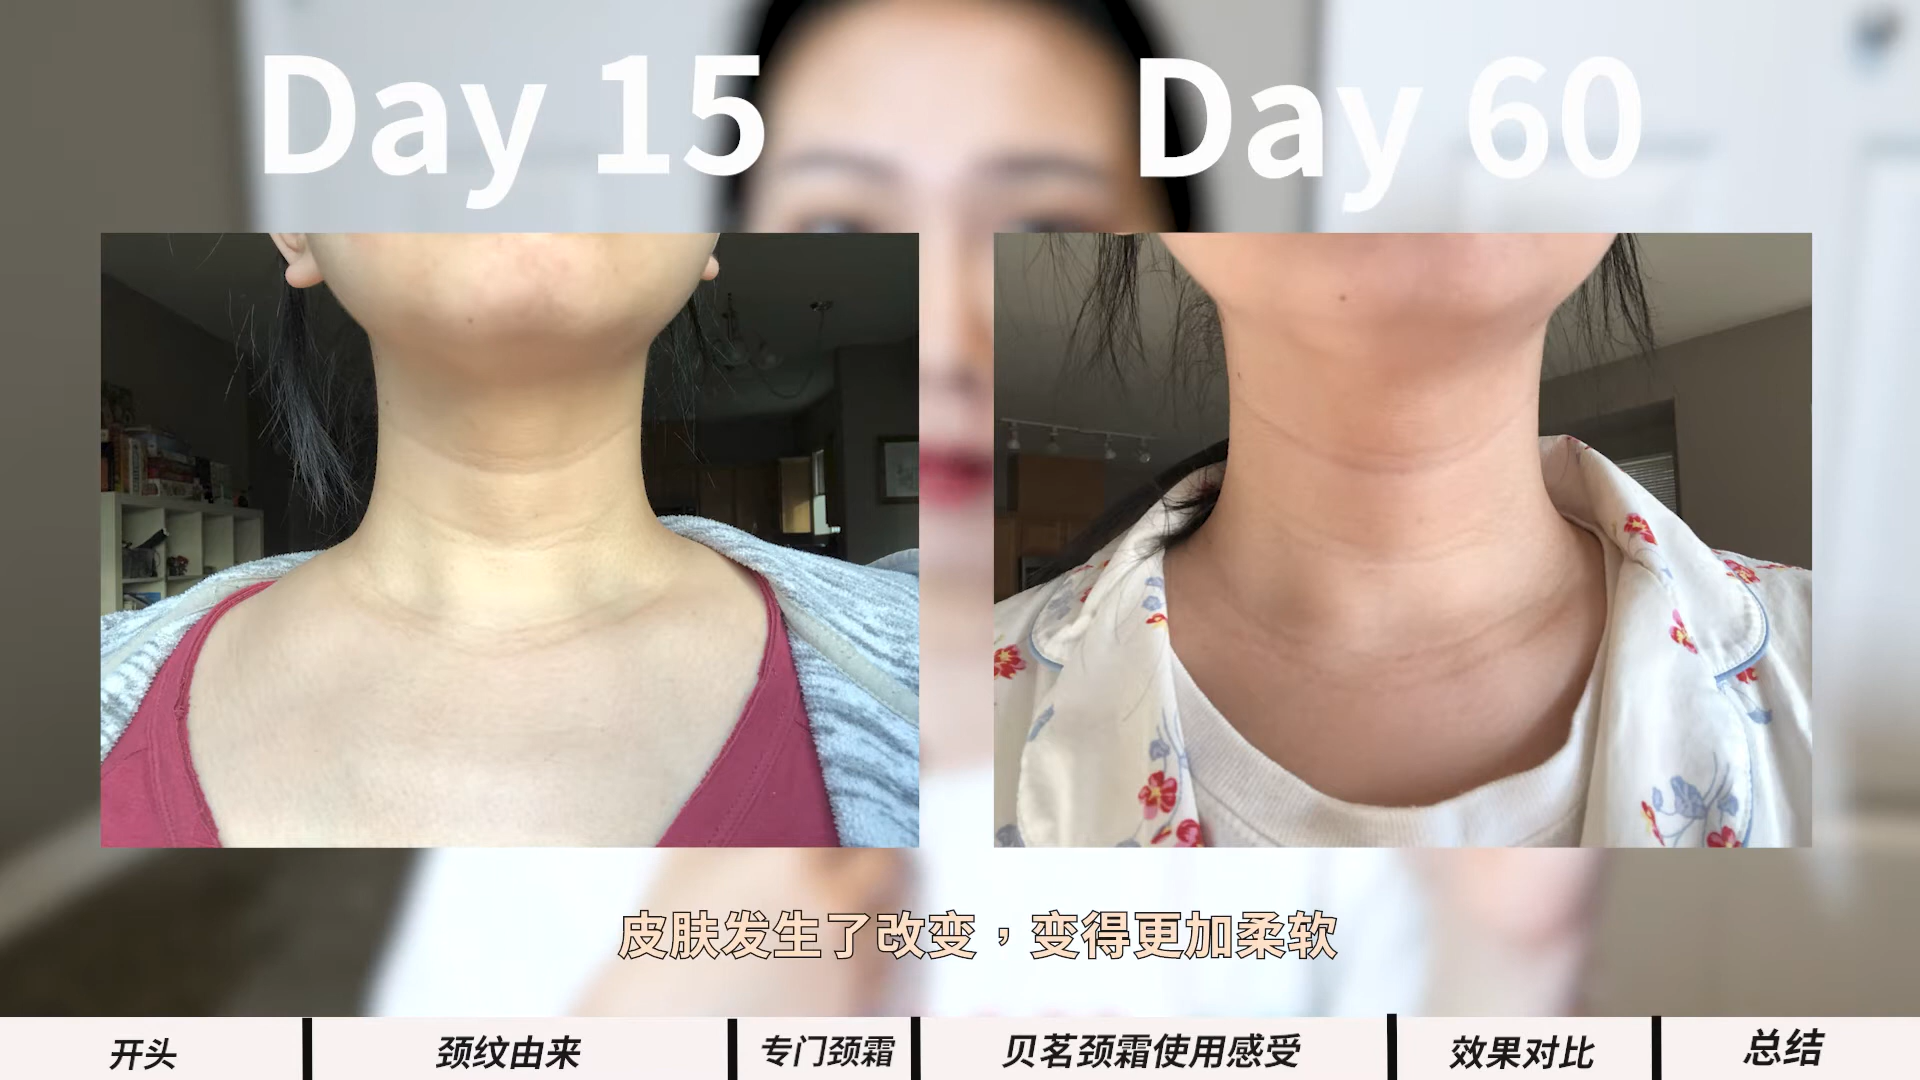 Day 15
Day 60
皮肤发生了改变，变得更加柔软
开头
颈纹由来
专门颈霜
贝茗颈霜使用感受
效果对比
总结